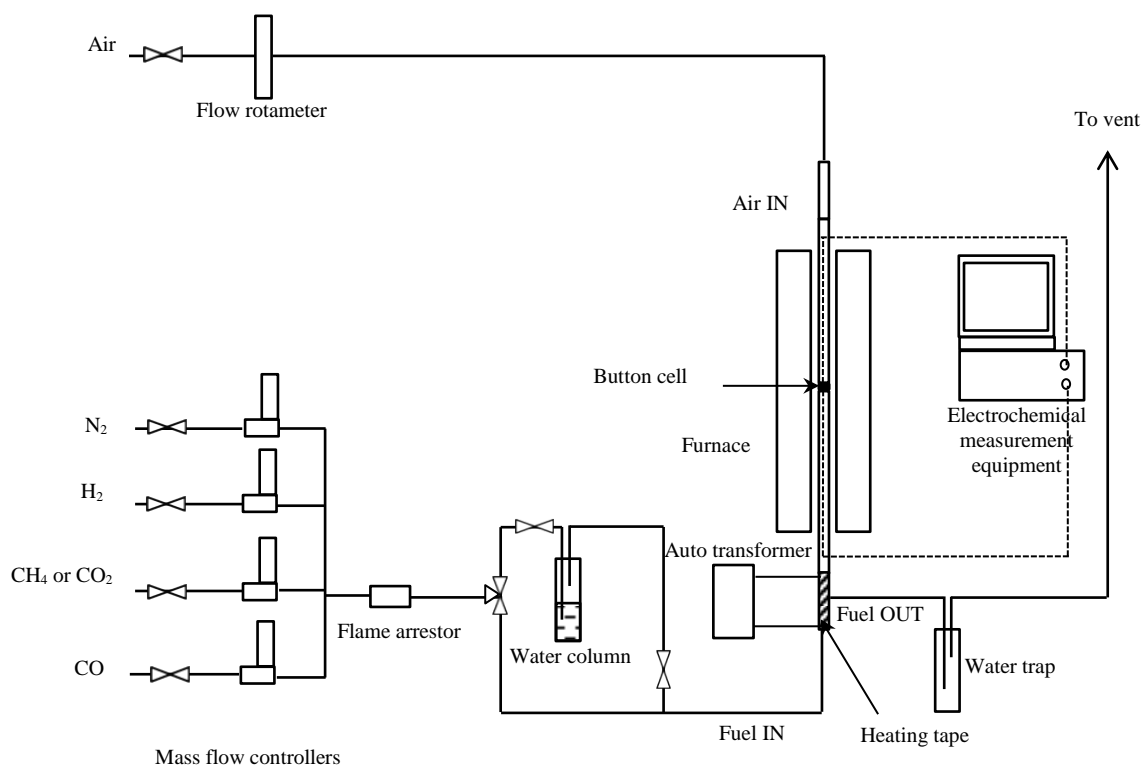 Air
Flow rotameter
To vent
Air IN
Button cell
Electrochemical
measurement
equipment
Furnace
N₂
H₂
Auto transformer
CH₄ or CO₂
Fuel OUT
Flame arrestor
Water column
CO
Water trap
Fuel IN
Heating tape
Mass flow controllers